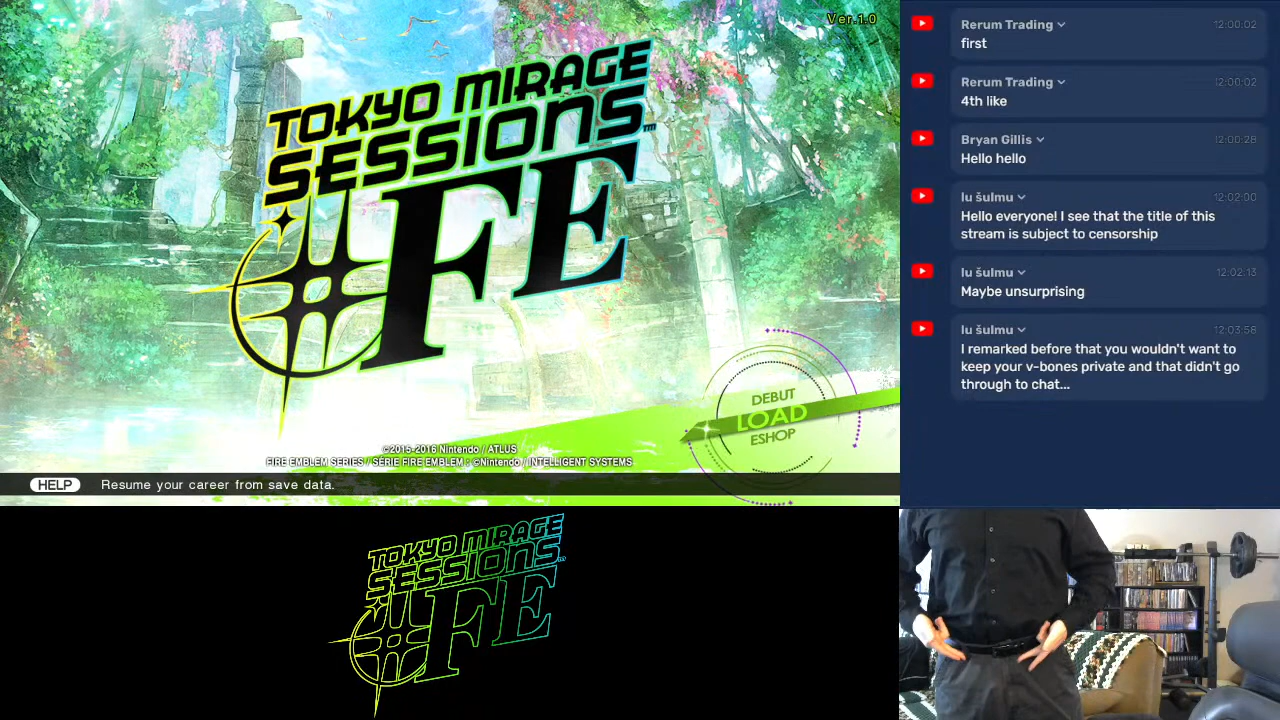 Ver.1.0
TOKYO MIRAGE
SESSIONS™
#FE
DEBUT
LOAD
ESHOP
©2015-2016 Nintendo / ATLUS
FIRE EMBLEM SERIES / SÉRIE FIRE EMBLEM : ©Nintendo / INTELLIGENT SYSTEMS
HELP Resume your career from save data.
Rerum Trading 12:00:02
first
Rerum Trading 12:00:02
4th like
Bryan Gillis 12:00:28
Hello hello
lu šulmu 12:02:00
Hello everyone! I see that the title of this
stream is subject to censorship
lu šulmu 12:02:13
Maybe unsurprising
lu šulmu 12:03:58
I remarked before that you wouldn't want to
keep your v-bones private and that didn't go
through to chat...
TOKYO MIRAGE
SESSIONS™
#FE